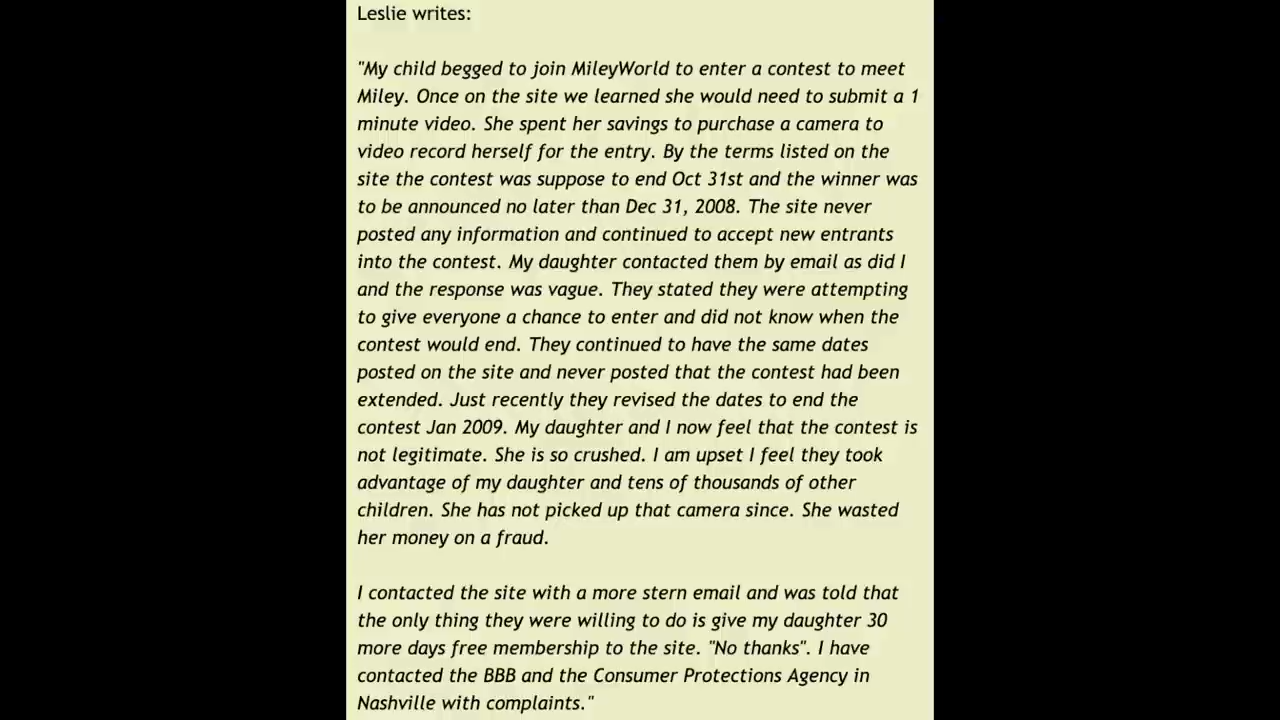 Leslie writes:
"My child begged to join MileyWorld to enter a contest to meet
Miley. Once on the site we learned she would need to submit a 1
minute video. She spent her savings to purchase a camera to
video record herself for the entry. By the terms listed on the
site the contest was suppose to end Oct 31st and the winner was
to be announced no later than Dec 31, 2008. The site never
posted any information and continued to accept new entrants
into the contest. My daughter contacted them by email as did I
and the response was vague. They stated they were attempting
to give everyone a chance to enter and did not know when the
contest would end. They continued to have the same dates
posted on the site and never posted that the contest had been
extended. Just recently they revised the dates to end the
contest Jan 2009. My daughter and I now feel that the contest is
not legitimate. She is so crushed. I am upset I feel they took
advantage of my daughter and tens of thousands of other
children. She has not picked up that camera since. She wasted
her money on a fraud.
I contacted the site with a more stern email and was told that
the only thing they were willing to do is give my daughter 30
more days free membership to the site. "No thanks". I have
contacted the BBB and the Consumer Protections Agency in
Nashville with complaints."